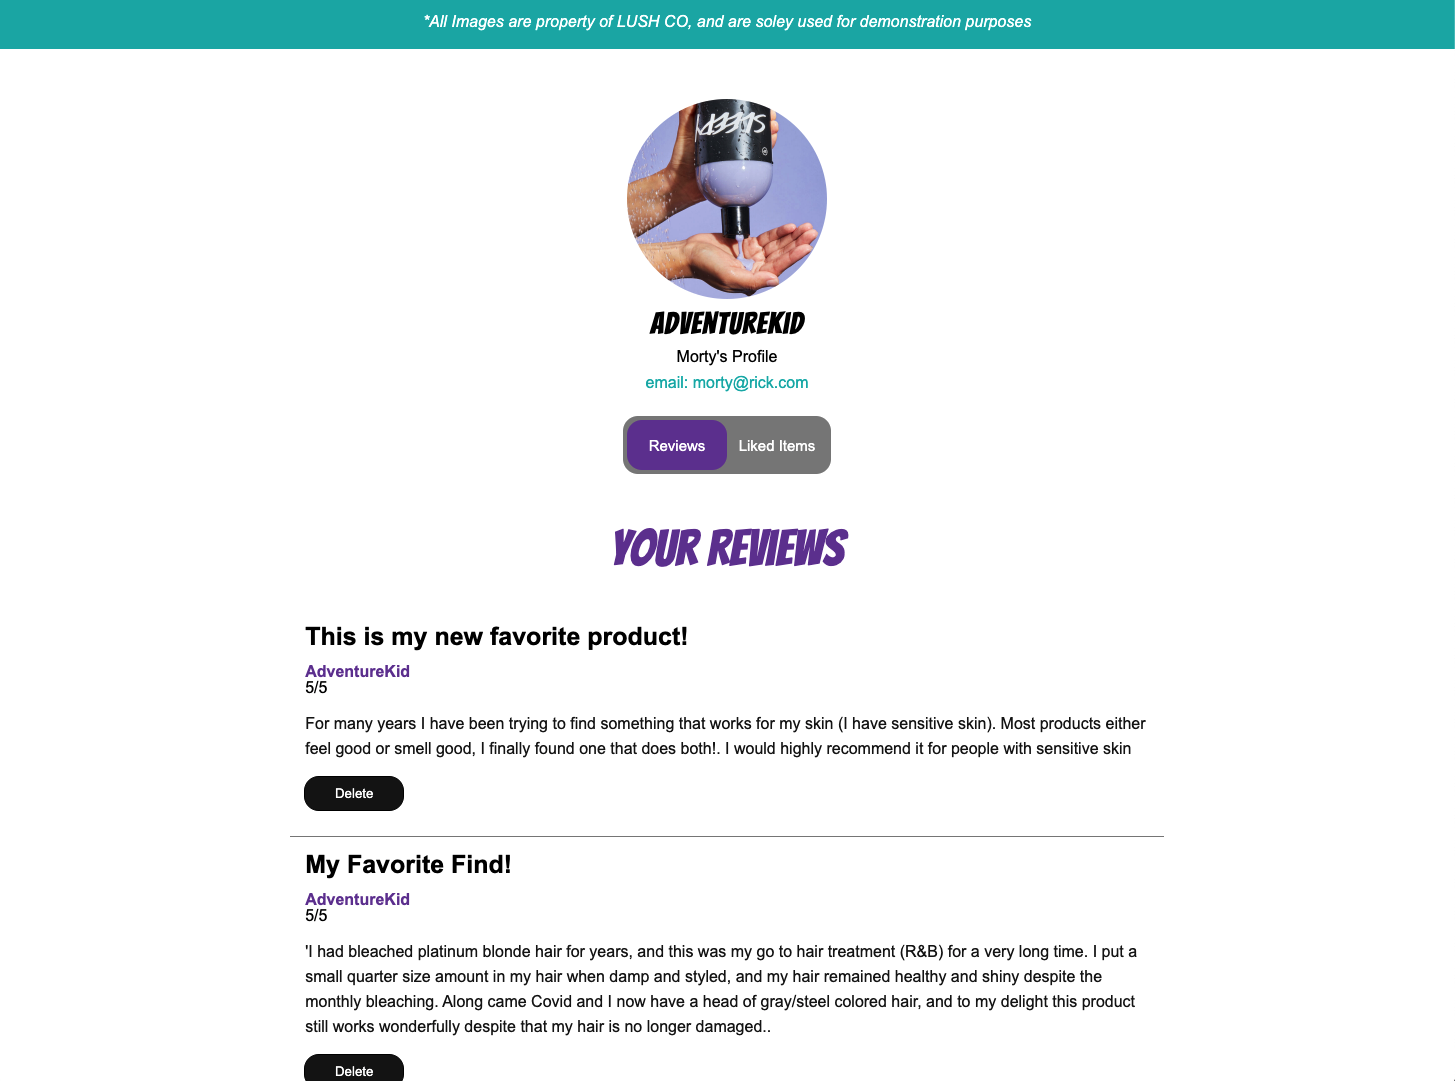 *All Images are property of LUSH CO, and are soley used for demonstration purposes
SLEEPY
ADVENTUREKID
Morty's Profile
email: morty@rick.com
Reviews Liked Items
YOUR REVIEWS
This is my new favorite product!
AdventureKid
5/5
For many years I have been trying to find something that works for my skin (I have sensitive skin). Most products either
feel good or smell good, I finally found one that does both!. I would highly recommend it for people with sensitive skin
Delete
My Favorite Find!
AdventureKid
5/5
'I had bleached platinum blonde hair for years, and this was my go to hair treatment (R&B) for a very long time. I put a
small quarter size amount in my hair when damp and styled, and my hair remained healthy and shiny despite the
monthly bleaching. Along came Covid and I now have a head of gray/steel colored hair, and to my delight this product
still works wonderfully despite that my hair is no longer damaged..
Delete